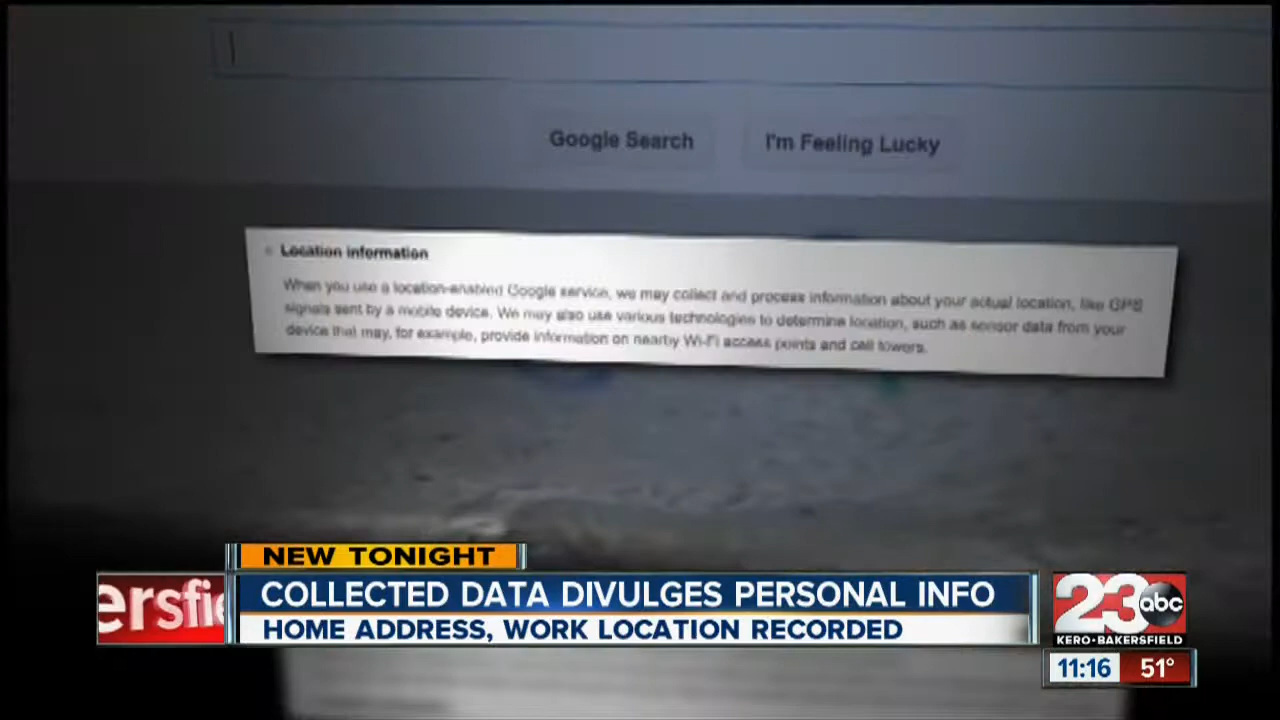 Google Search
I'm Feeling Lucky
Location information
When you use a location-enabled Google service, we may collect and process information about your actual location, like GPS
signals sent by a mobile device. We may also use various technologies to determine location, such as sensor data from your
device that may, for example, provide information on nearby Wi-Fi access points and cell towers.
NEW TONIGHT
ersfie
COLLECTED DATA DIVULGES PERSONAL INFO
HOME ADDRESS, WORK LOCATION RECORDED
23 abc
KERO-BAKERSFIELD
11:16 51°